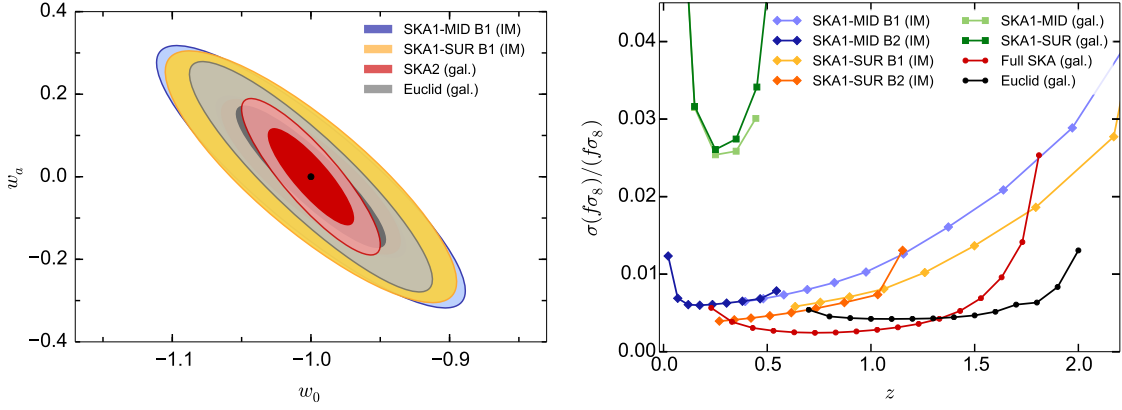 0.4
0.2
0.0
−0.2
−0.4
w_a
−1.1
−1.0
−0.9
w_0
SKA1-MID B1 (IM)
SKA1-SUR B1 (IM)
SKA2 (gal.)
Euclid (gal.)
0.04
0.03
0.02
0.01
0.00
σ(fσ_8)/(fσ_8)
0.0
0.5
1.0
1.5
2.0
z
SKA1-MID B1 (IM)
SKA1-MID B2 (IM)
SKA1-SUR B1 (IM)
SKA1-SUR B2 (IM)
SKA1-MID (gal.)
SKA1-SUR (gal.)
Full SKA (gal.)
Euclid (gal.)